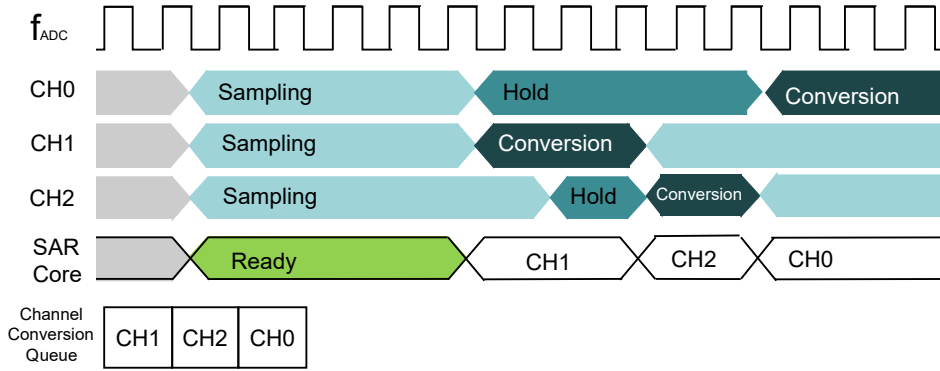 fADC
CH0 Sampling Hold Conversion
CH1 Sampling Conversion
CH2 Sampling Hold Conversion
SAR
Core Ready CH1 CH2 CH0
Channel
Conversion
Queue
CH1 CH2 CH0